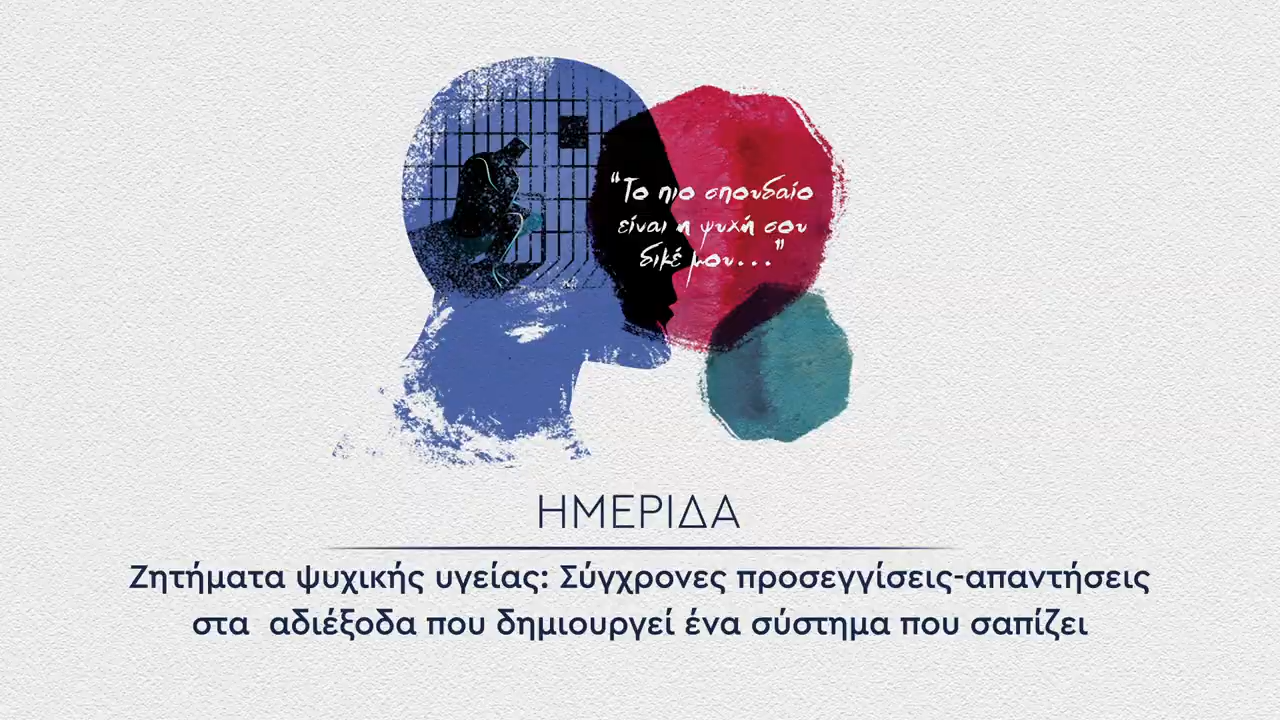 “Το πιο σπουδαίο
είναι η ψυχή σου
δικέ μου...”
ΗΜΕΡΙΔΑ
Ζητήματα ψυχικής υγείας: Σύγχρονες προσεγγίσεις-απαντήσεις
στα αδιέξοδα που δημιουργεί ένα σύστημα που σαπίζει